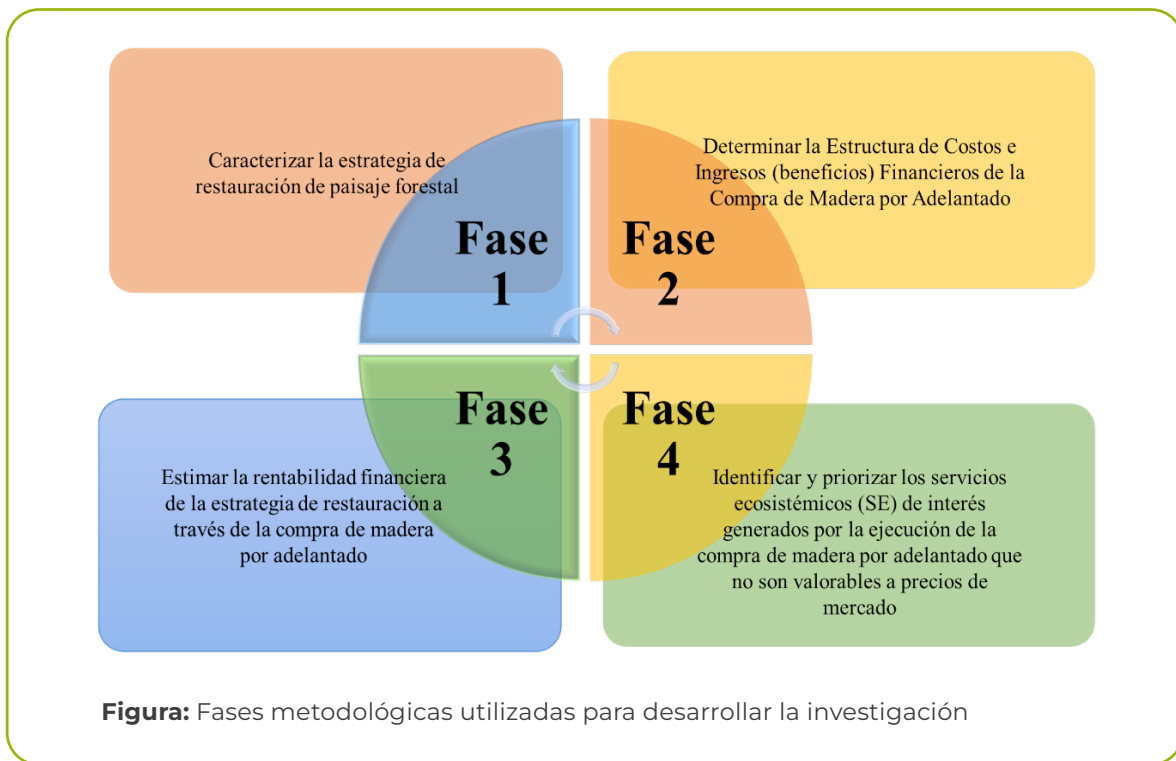 Caracterizar la estrategia de
restauración de paisaje forestal
Fase
1
Determinar la Estructura de Costos e
Ingresos (beneficios) Financieros de la
Compra de Madera por Adelantado
Fase
2
Estimar la rentabilidad financiera
de la estrategia de restauración a
través de la compra de madera
por adelantado
Fase
3
Identificar y priorizar los servicios
ecosistémicos (SE) de interés
generados por la ejecución de la
compra de madera por adelantado que
no son valorables a precios de
mercado
Fase
4
Figura: Fases metodológicas utilizadas para desarrollar la investigación